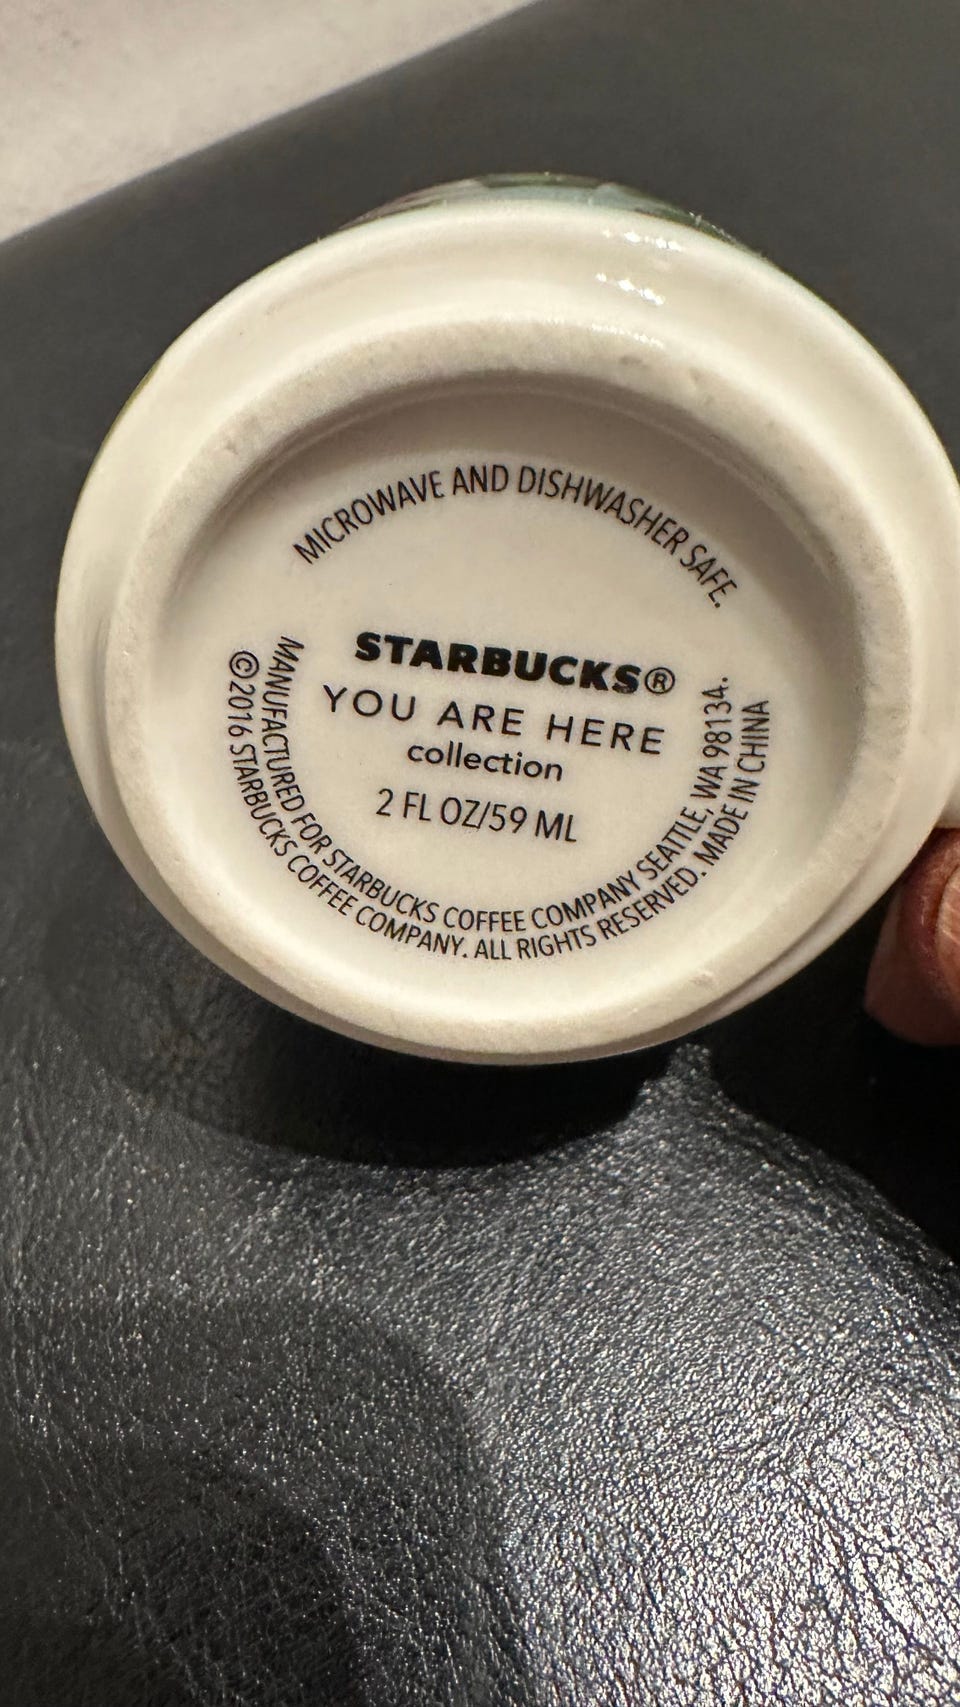 MICROWAVE AND DISHWASHER SAFE.
STARBUCKS®
YOU ARE HERE
collection
2 FL OZ/59 ML
MANUFACTURED FOR STARBUCKS COFFEE COMPANY SEATTLE, WA 98134.
©2016 STARBUCKS COFFEE COMPANY. ALL RIGHTS RESERVED. MADE IN CHINA